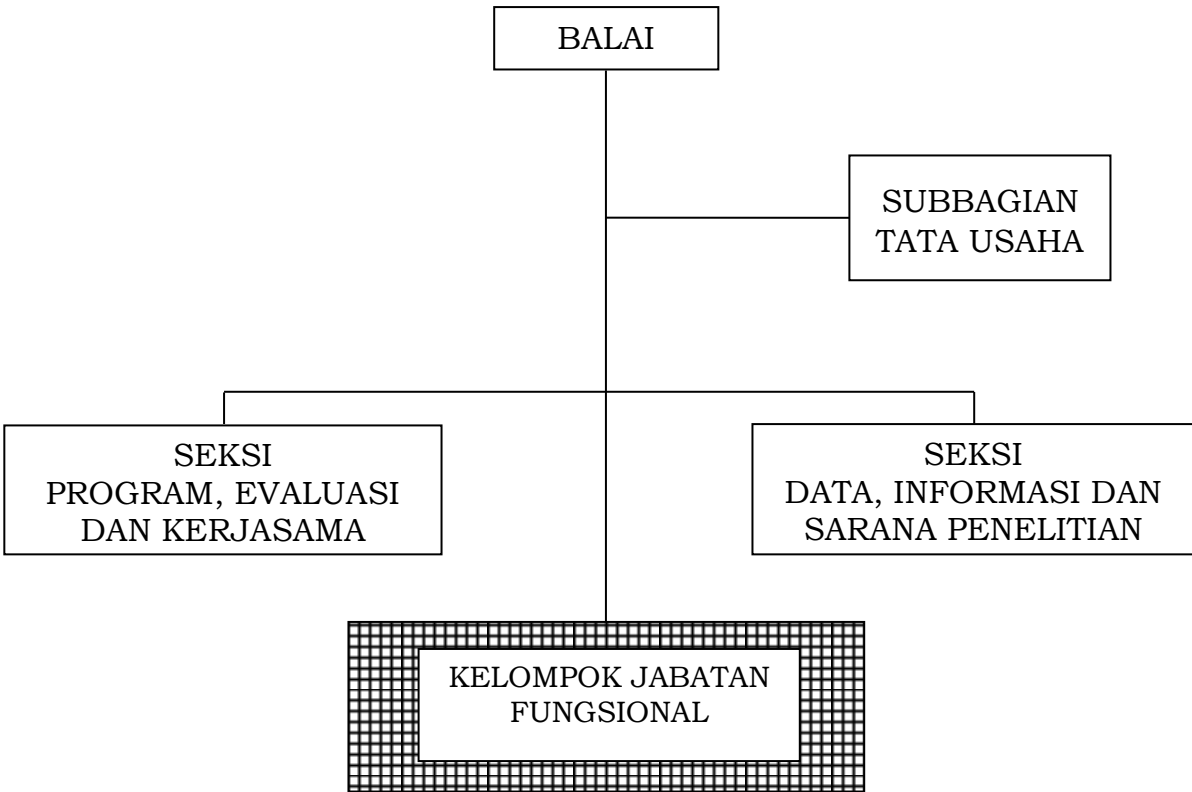 BALAI
SUBBAGIAN
TATA USAHA
SEKSI
PROGRAM, EVALUASI
DAN KERJASAMA
SEKSI
DATA, INFORMASI DAN
SARANA PENELITIAN
KELOMPOK JABATAN
FUNGSIONAL